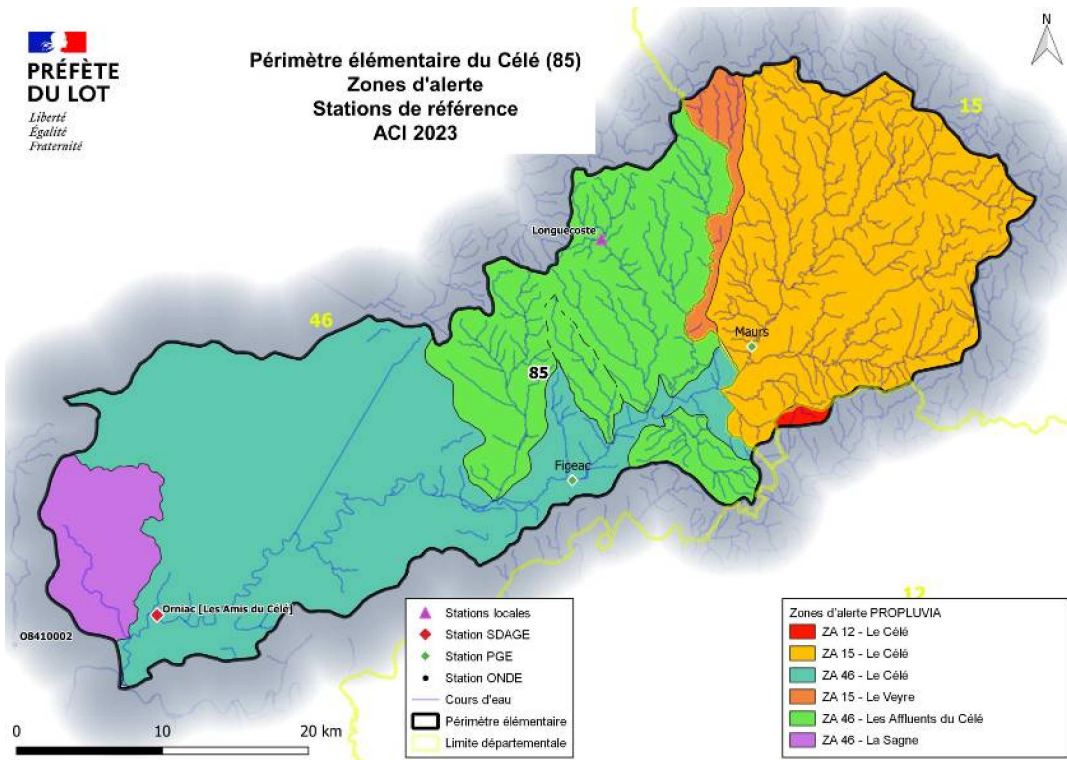 PRÉFÈTE
DU LOT
Liberté
Égalité
Fraternité
Périmètre élémentaire du Célé (85)
Zones d'alerte
Stations de référence
ACI 2023
N
15
Longuecoste
46
Maurs
85
Figeac
12
Orniac [Les Amis du Célé]
O8410002
0 10 20 km
Stations locales
Station SDAGE
Station PGE
Station ONDE
Cours d'eau
Périmètre élémentaire
Limite départementale
Zones d'alerte PROPLUVIA
ZA 12 - Le Célé
ZA 15 - Le Célé
ZA 46 - Le Célé
ZA 15 - Le Veyre
ZA 46 - Les Affluents du Célé
ZA 46 - La Sagne